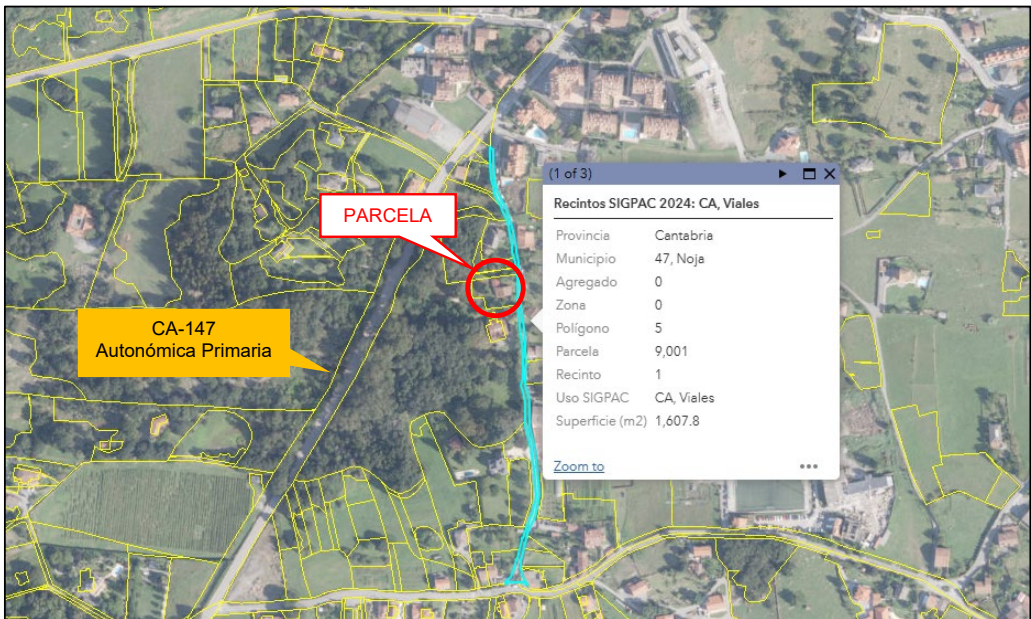 (1 of 3)
Recintos SIGPAC 2024: CA, Viales
PARCELA
Provincia Cantabria
Municipio 47, Noja
Agregado 0
Zona 0
Polígono 5
Parcela 9,001
Recinto 1
Uso SIGPAC CA, Viales
Superficie (m2) 1,607.8
Zoom to
CA-147
Autonómica Primaria